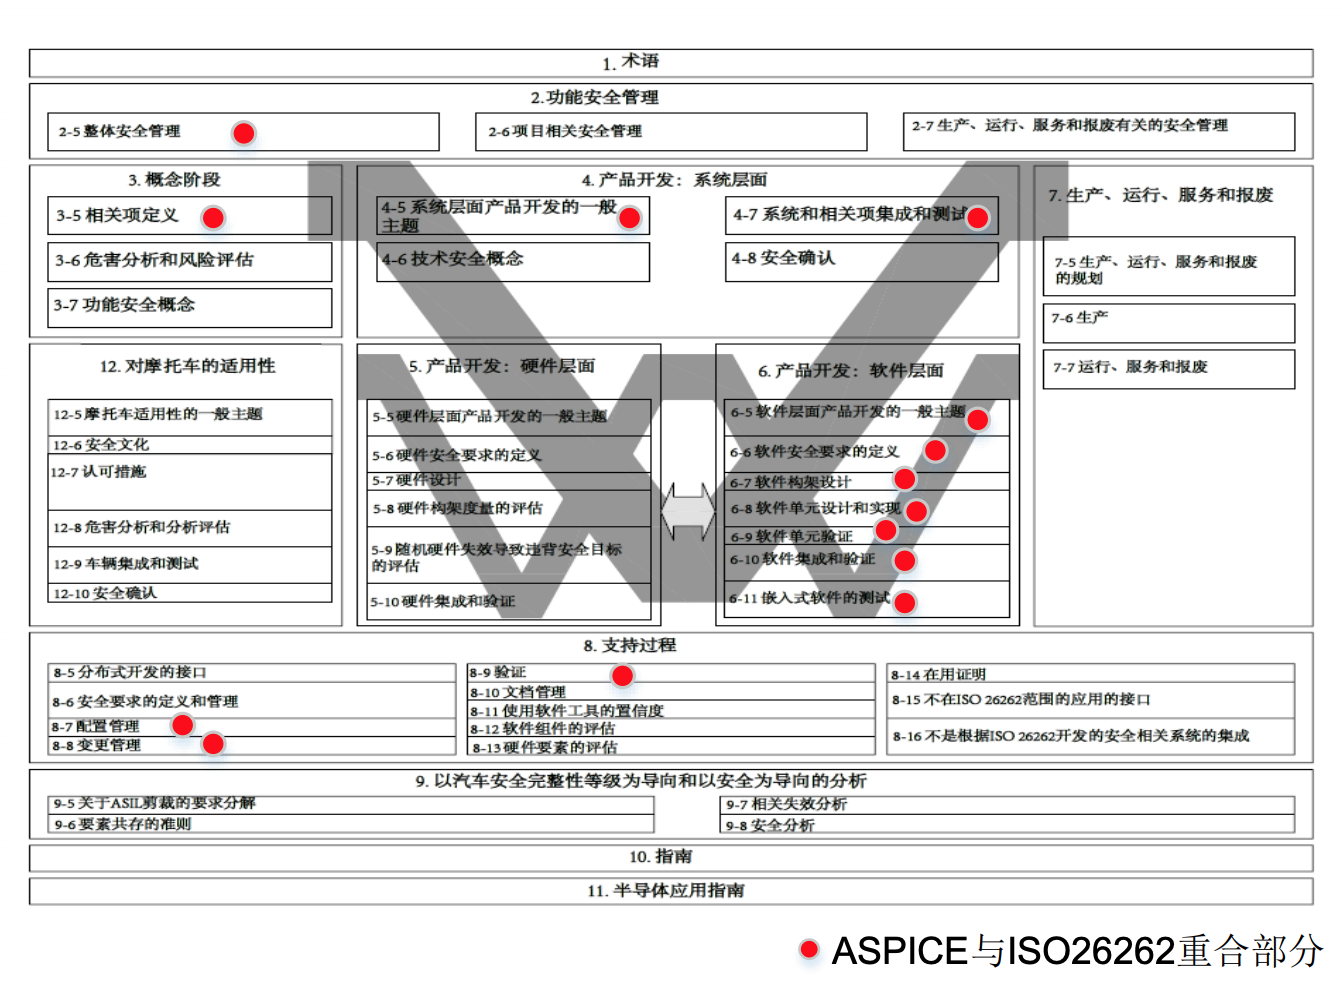 1. 术语
2.功能安全管理
2-5 整体安全管理
2-6 项目相关安全管理
2-7 生产、运行、服务和报废有关的安全管理
3. 概念阶段
3-5 相关项定义
3-6 危害分析和风险评估
3-7 功能安全概念
4. 产品开发：系统层面
4-5 系统层面产品开发的一般
主题
4-6 技术安全概念
4-7 系统和相关项集成和测试
4-8 安全确认
7. 生产、运行、服务和报废
7-5 生产、运行、服务和报废
的规划
7-6 生产
7-7 运行、服务和报废
12. 对摩托车的适用性
12-5 摩托车适用性的一般主题
12-6 安全文化
12-7 认可措施
12-8 危害分析和分析评估
12-9 车辆集成和测试
12-10 安全确认
5. 产品开发：硬件层面
5-5 硬件层面产品开发的一般主题
5-6 硬件安全要求的定义
5-7 硬件设计
5-8 硬件构架度量的评估
5-9 随机硬件失效导致违背安全目标
的评估
5-10 硬件集成和验证
6. 产品开发：软件层面
6-5 软件层面产品开发的一般主题
6-6 软件安全要求的定义
6-7 软件构架设计
6-8 软件单元设计和实现
6-9 软件单元验证
6-10 软件集成和验证
6-11 嵌入式软件的测试
8. 支持过程
8-5 分布式开发的接口
8-6 安全要求的定义和管理
8-7 配置管理
8-8 变更管理
8-9 验证
8-10 文档管理
8-11 使用软件工具的置信度
8-12 软件组件的评估
8-13 硬件要素的评估
8-14 在用证明
8-15 不在ISO 26262范围的应用的接口
8-16 不是根据ISO 26262开发的安全相关系统的集成
9. 以汽车安全完整性等级为导向和以安全为导向的分析
9-5 关于ASIL剪裁的要求分解
9-6 要素共存的准则
9-7 相关失效分析
9-8 安全分析
10. 指南
11. 半导体应用指南
ASPICE与ISO26262重合部分